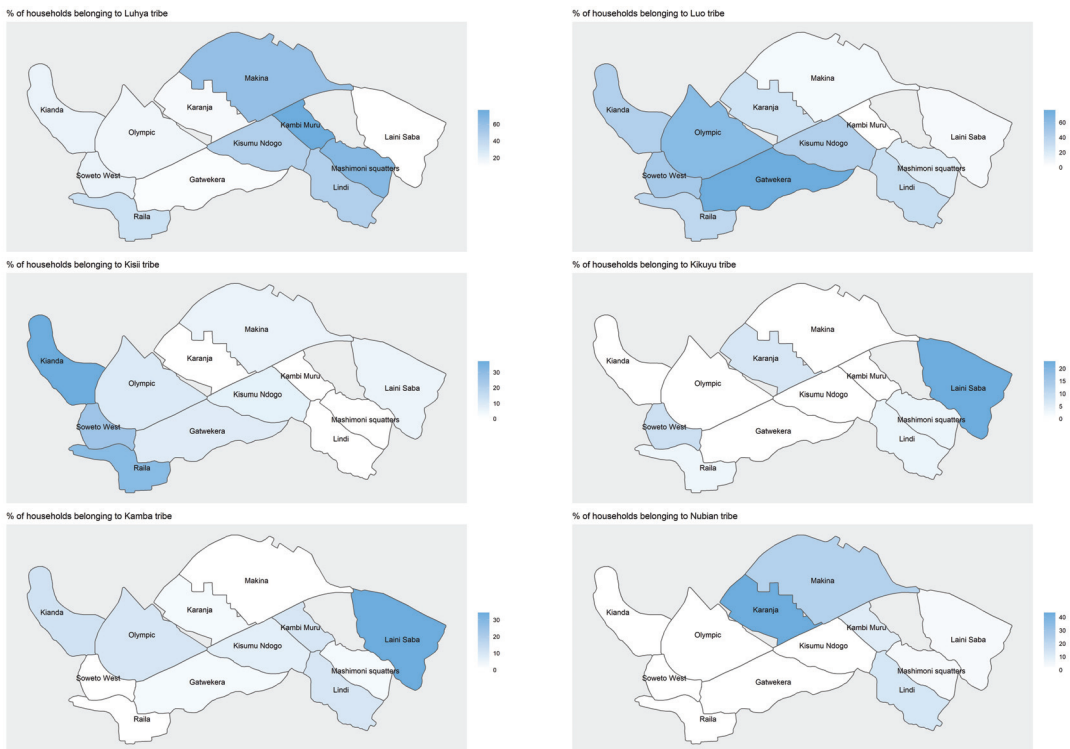 % of households belonging to Luhya tribe
Makina
Kianda
Karanja
Kambi Muru
Olympic
Laini Saba
Kisumu Ndogo
Mashimoni squatters
Soweto West
Gatwekera
Lindi
Raila
60
40
20
% of households belonging to Luo tribe
Makina
Kianda
Karanja
Kambi Muru
Olympic
Laini Saba
Kisumu Ndogo
Mashimoni squatters
Soweto West
Gatwekera
Lindi
Raila
60
40
20
0
% of households belonging to Kisii tribe
Makina
Kianda
Karanja
Kambi Muru
Olympic
Laini Saba
Kisumu Ndogo
Mashimoni squatters
Soweto West
Gatwekera
Lindi
Raila
30
20
10
0
% of households belonging to Kikuyu tribe
Makina
Kianda
Karanja
Kambi Muru
Olympic
Laini Saba
Kisumu Ndogo
Mashimoni squatters
Soweto West
Gatwekera
Lindi
Raila
20
15
10
5
0
% of households belonging to Kamba tribe
Makina
Kianda
Karanja
Kambi Muru
Olympic
Laini Saba
Kisumu Ndogo
Mashimoni squatters
Soweto West
Gatwekera
Lindi
Raila
30
20
10
0
% of households belonging to Nubian tribe
Makina
Kianda
Karanja
Kambi Muru
Olympic
Laini Saba
Kisumu Ndogo
Mashimoni squatters
Soweto West
Gatwekera
Lindi
Raila
40
30
20
10
0